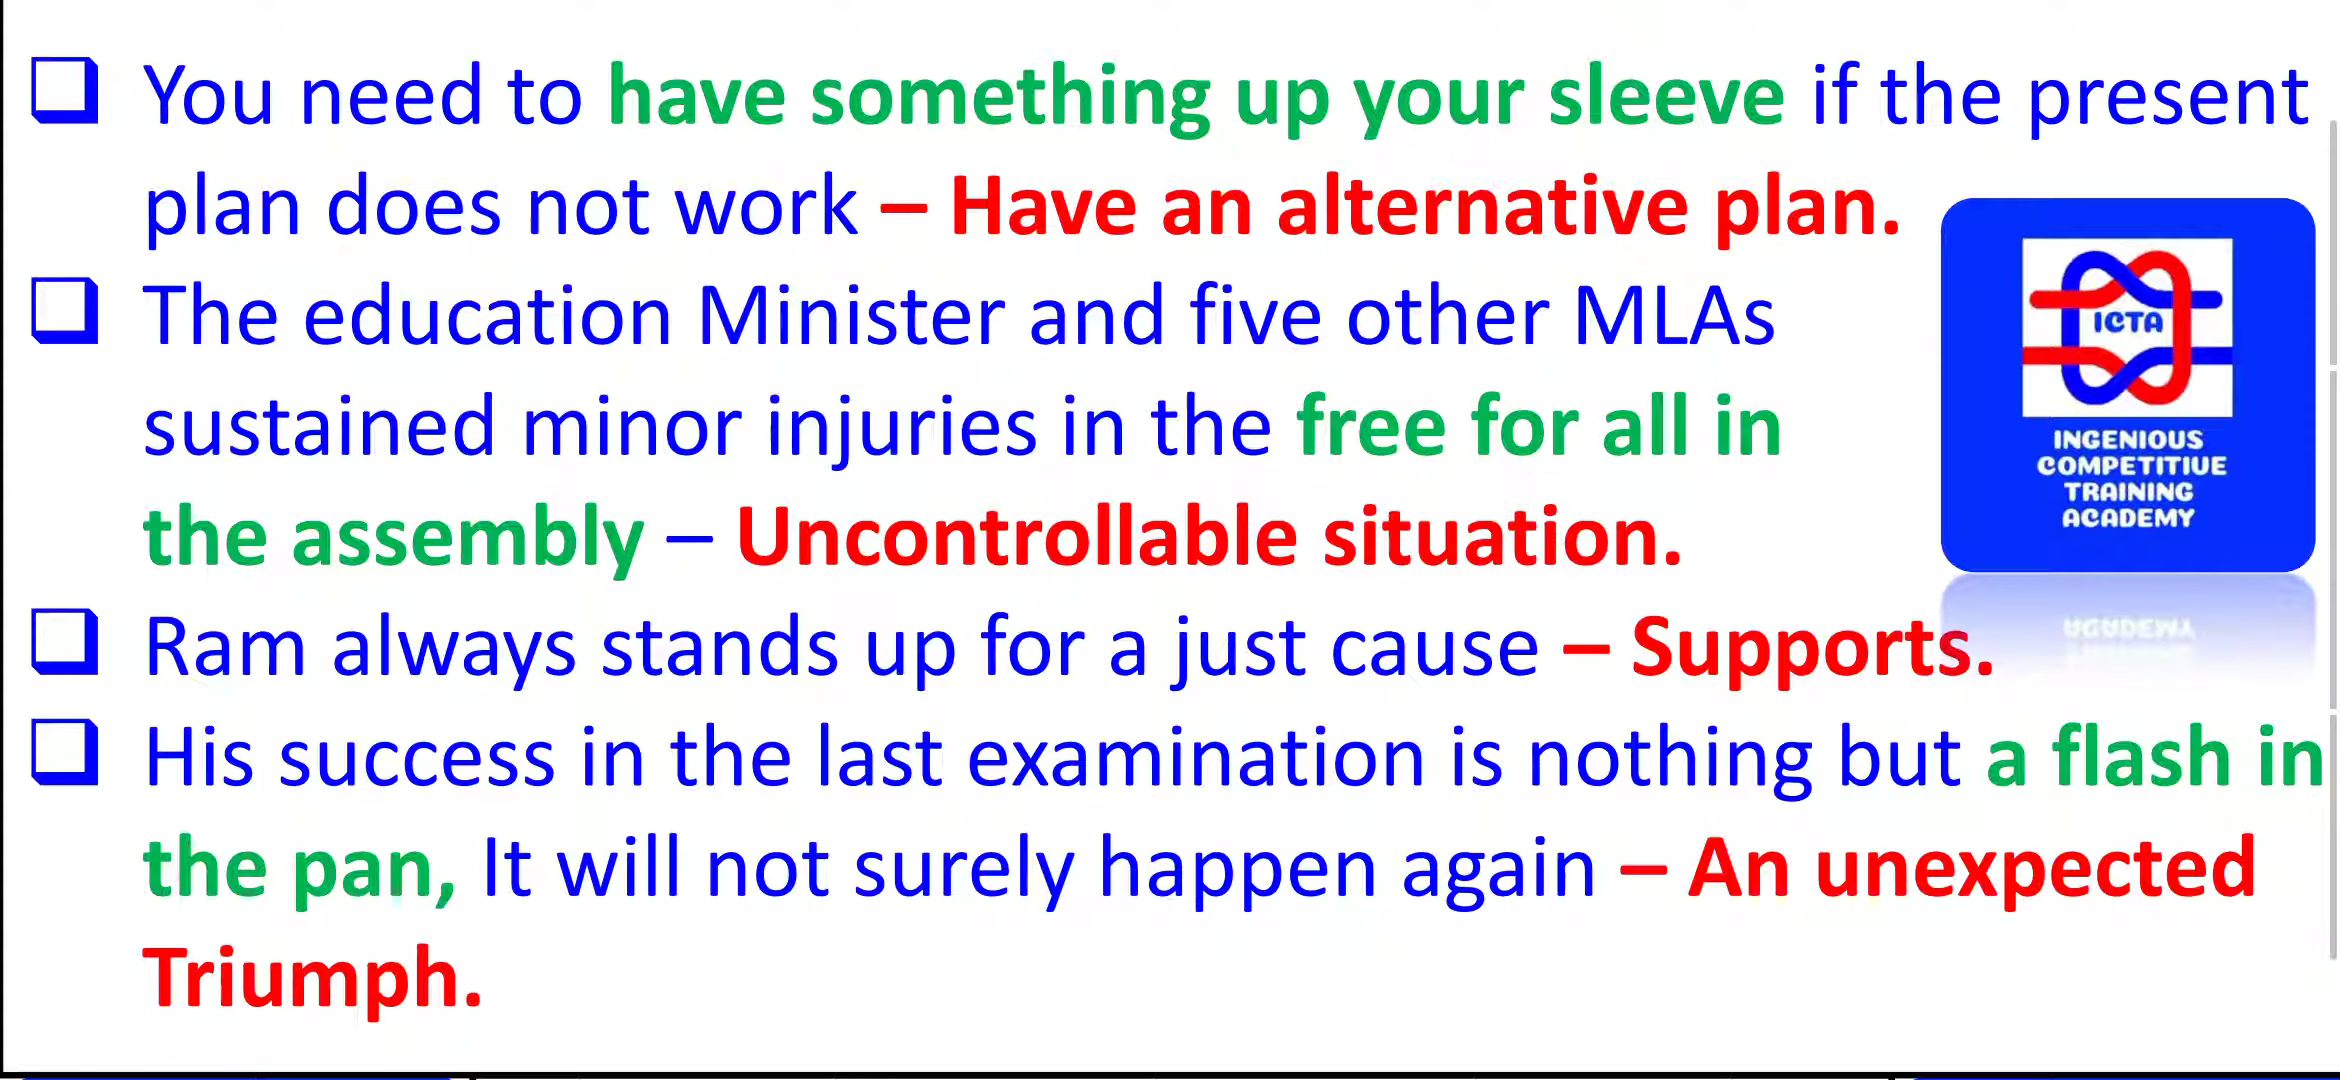 ❑ You need to have something up your sleeve if the present
plan does not work – Have an alternative plan.
❑ The education Minister and five other MLAs
sustained minor injuries in the free for all in
the assembly – Uncontrollable situation.
❑ Ram always stands up for a just cause – Supports.
❑ His success in the last examination is nothing but a flash in
the pan, It will not surely happen again – An unexpected
Triumph.
ICTA
INGENIOUS
COMPETITIUE
TRAINING
ACADEMY